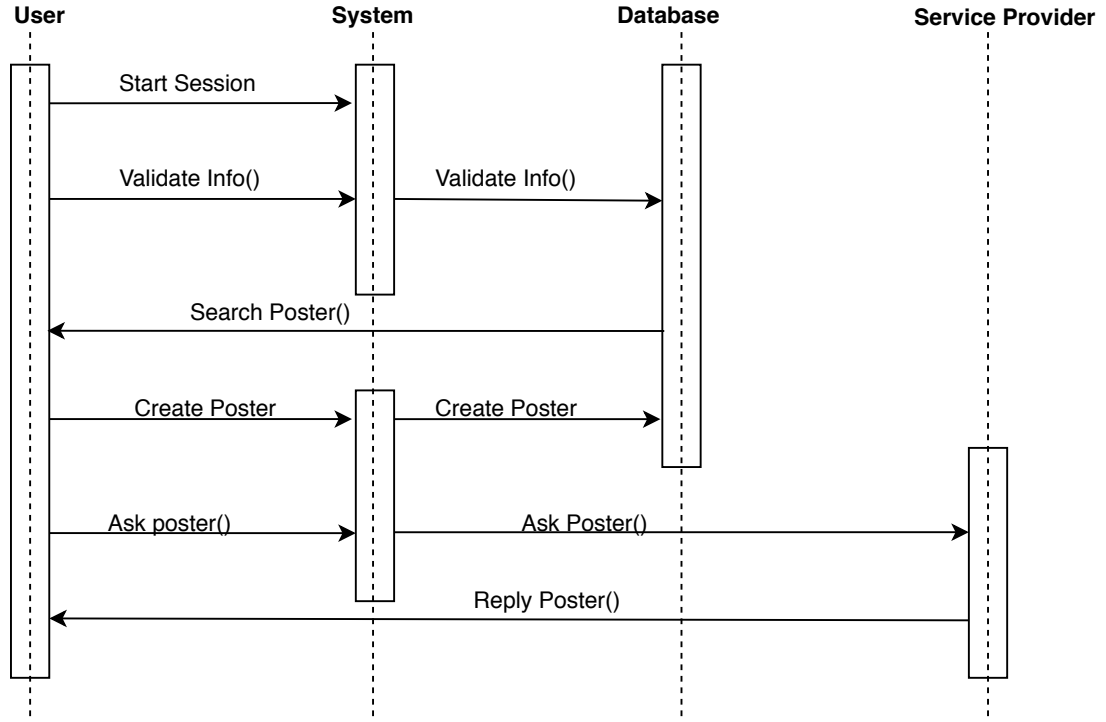 User
System
Database
Service Provider
Start Session
Validate Info()
Validate Info()
Search Poster()
Create Poster
Create Poster
Ask poster()
Ask Poster()
Reply Poster()